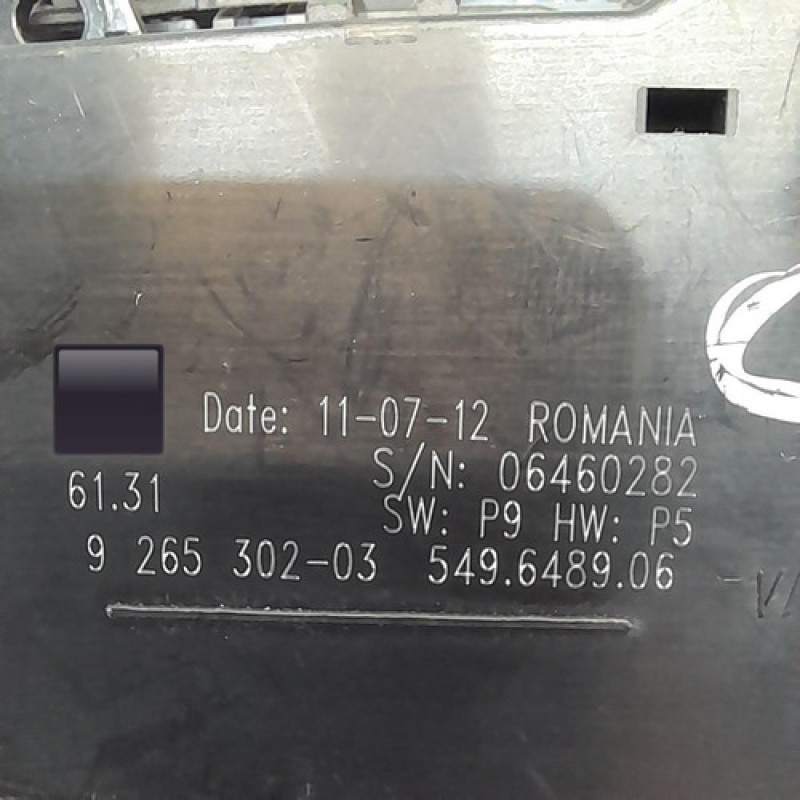 Date: 11-07-12 ROMANIA
S/N: 06460282
61.31
SW: P9 HW: P5
9 265 302-03 549.6489.06